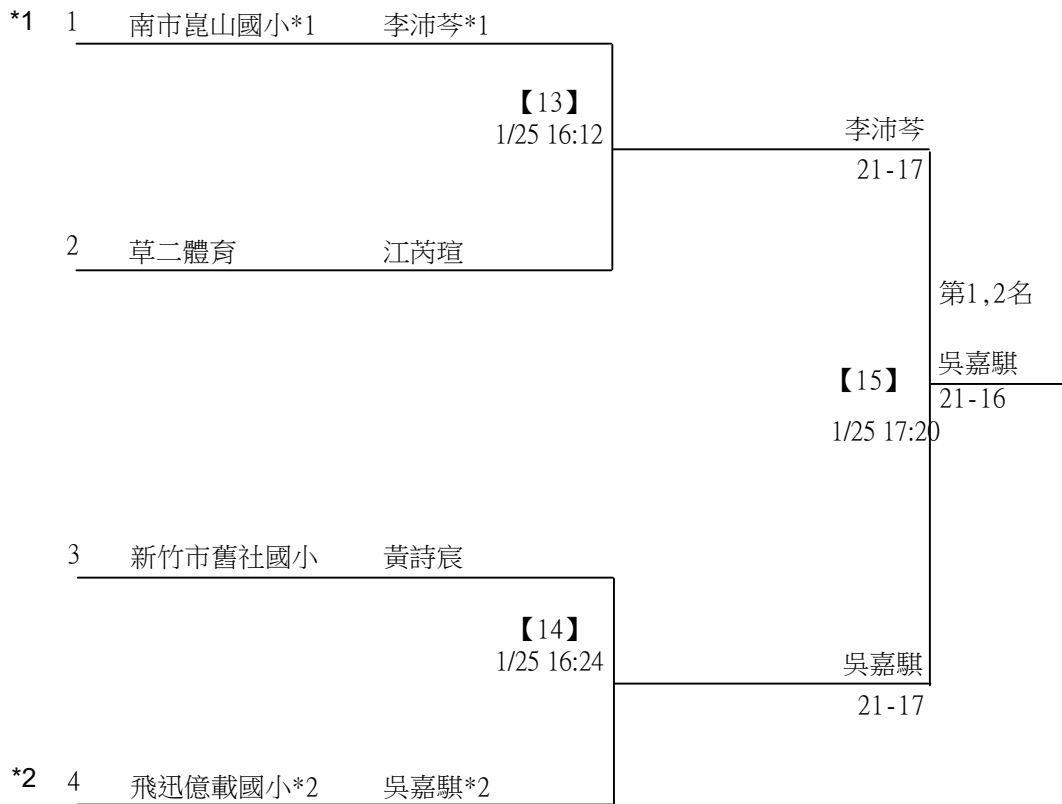 *1 1 南市崑山國小*1 李沛芩*1
【13】
1/25 16:12
李沛芩
21-17
2 草二體育 江芮瑄
第1,2名
【15】
吳嘉騏
21-16
1/25 17:20
3 新竹市舊社國小 黃詩宸
【14】
1/25 16:24
吳嘉騏
21-17
*2 4 飛迅億載國小*2 吳嘉騏*2